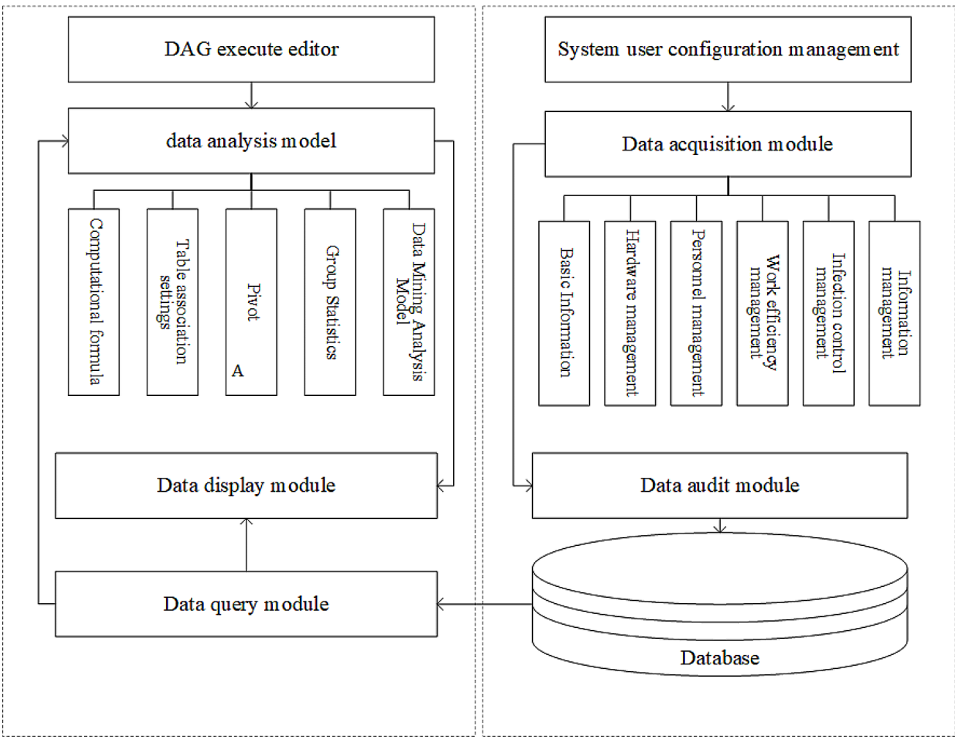 DAG execute editor
data analysis model
Computational formula
Table association
settings
Pivot
A
Group Statistics
Data Mining Analysis
Model
Data display module
Data query module
System user configuration management
Data acquisition module
Basic Information
Hardware management
Personnel management
Work efficiency
management
Infection control
management
Information
management
Data audit module
Database